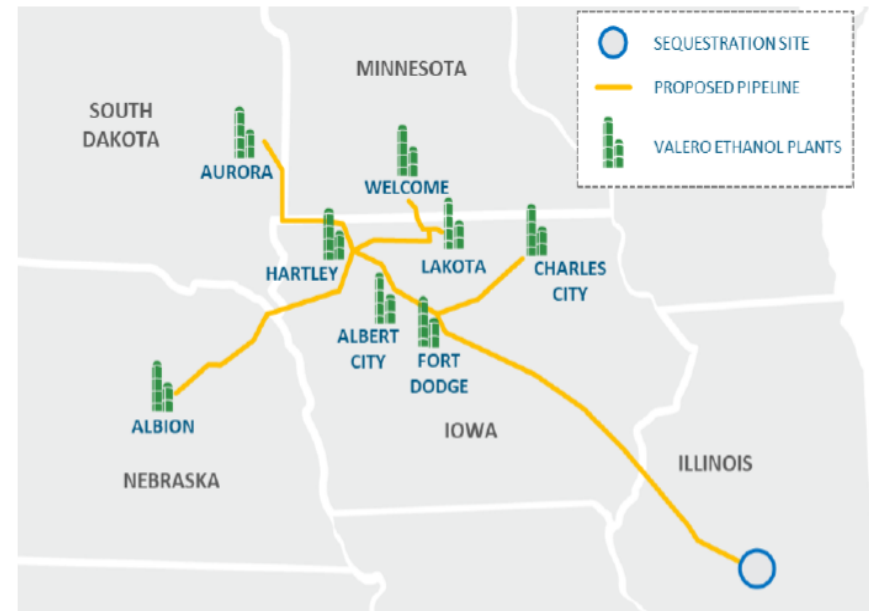 SEQUESTRATION SITE
MINNESOTA
PROPOSED PIPELINE
SOUTH
DAKOTA
VALERO ETHANOL PLANTS
AURORA
WELCOME
HARTLEY
LAKOTA
CHARLES
CITY
ALBERT
CITY
FORT
DODGE
ALBION
IOWA
ILLINOIS
NEBRASKA